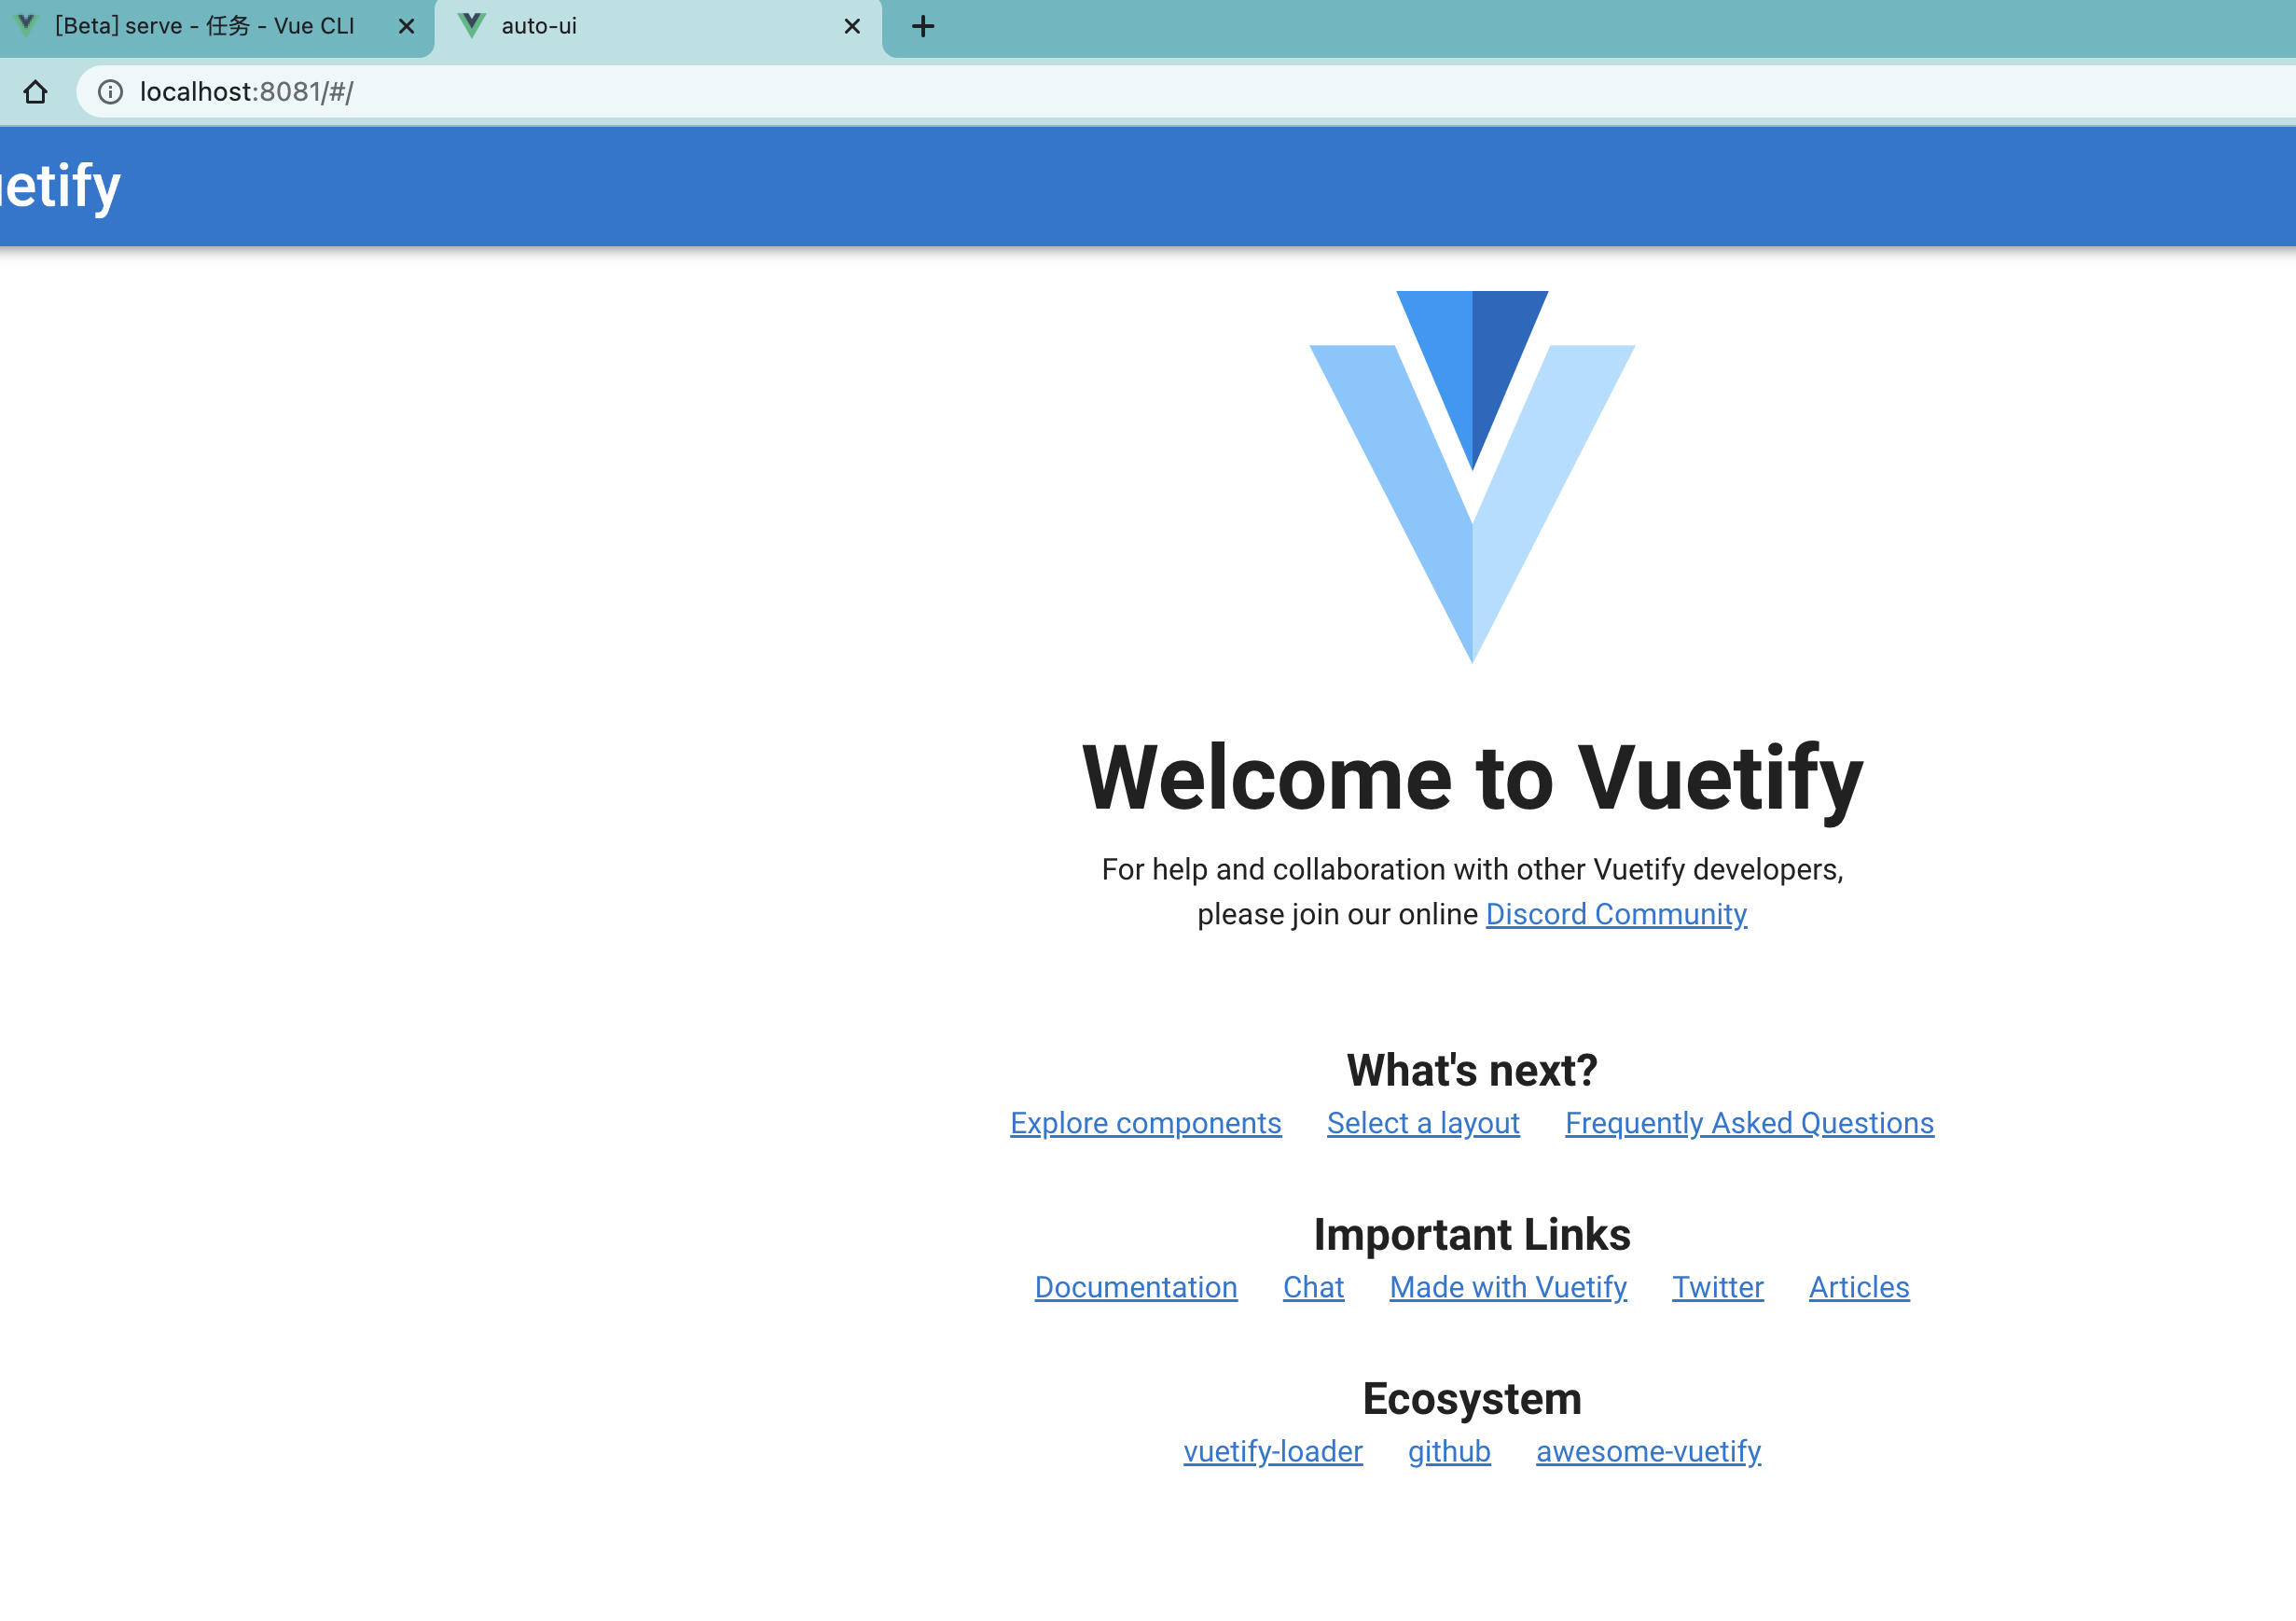 [Beta] serve - 任务 - Vue CLI
auto-ui
localhost:8081/#/
uetify
Welcome to Vuetify
For help and collaboration with other Vuetify developers,
please join our online Discord Community
What's next?
Explore components Select a layout Frequently Asked Questions
Important Links
Documentation Chat Made with Vuetify Twitter Articles
Ecosystem
vuetify-loader github awesome-vuetify